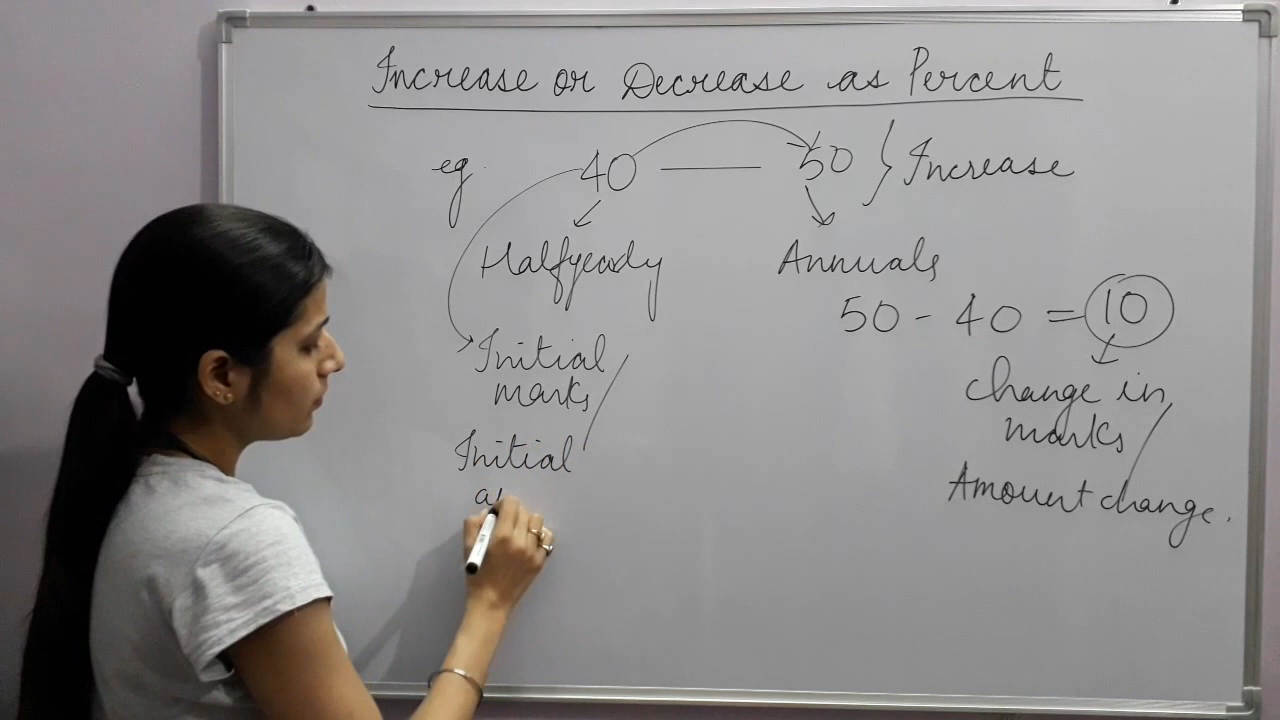 Increase or Decrease as Percent
eg. 40 — 50 } Increase
Halfyearly Annuals
50 - 40 = 10
Initial marks /
change in marks /
Initial
Amount change.